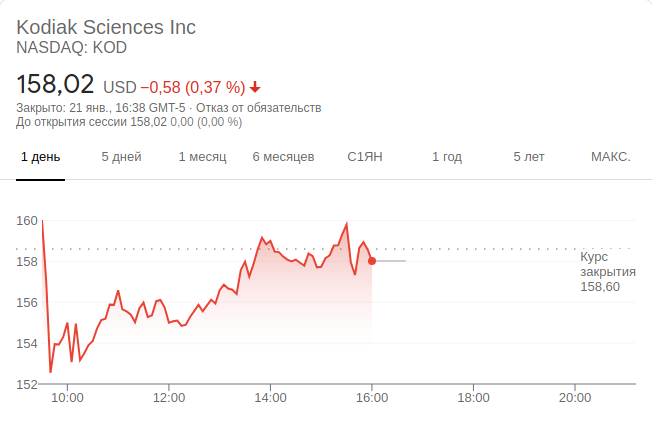 Kodiak Sciences Inc
NASDAQ: KOD
158,02 USD −0,58 (0,37 %)
Закрыто: 21 янв., 16:38 GMT-5 · Отказ от обязательств
До открытия сессии 158,02 0,00 (0,00 %)
1 день 5 дней 1 месяц 6 месяцев С1ЯН 1 год 5 лет МАКС.
160
158
156
154
152
Курс
закрытия
158,60
10:00 12:00 14:00 16:00 18:00 20:00